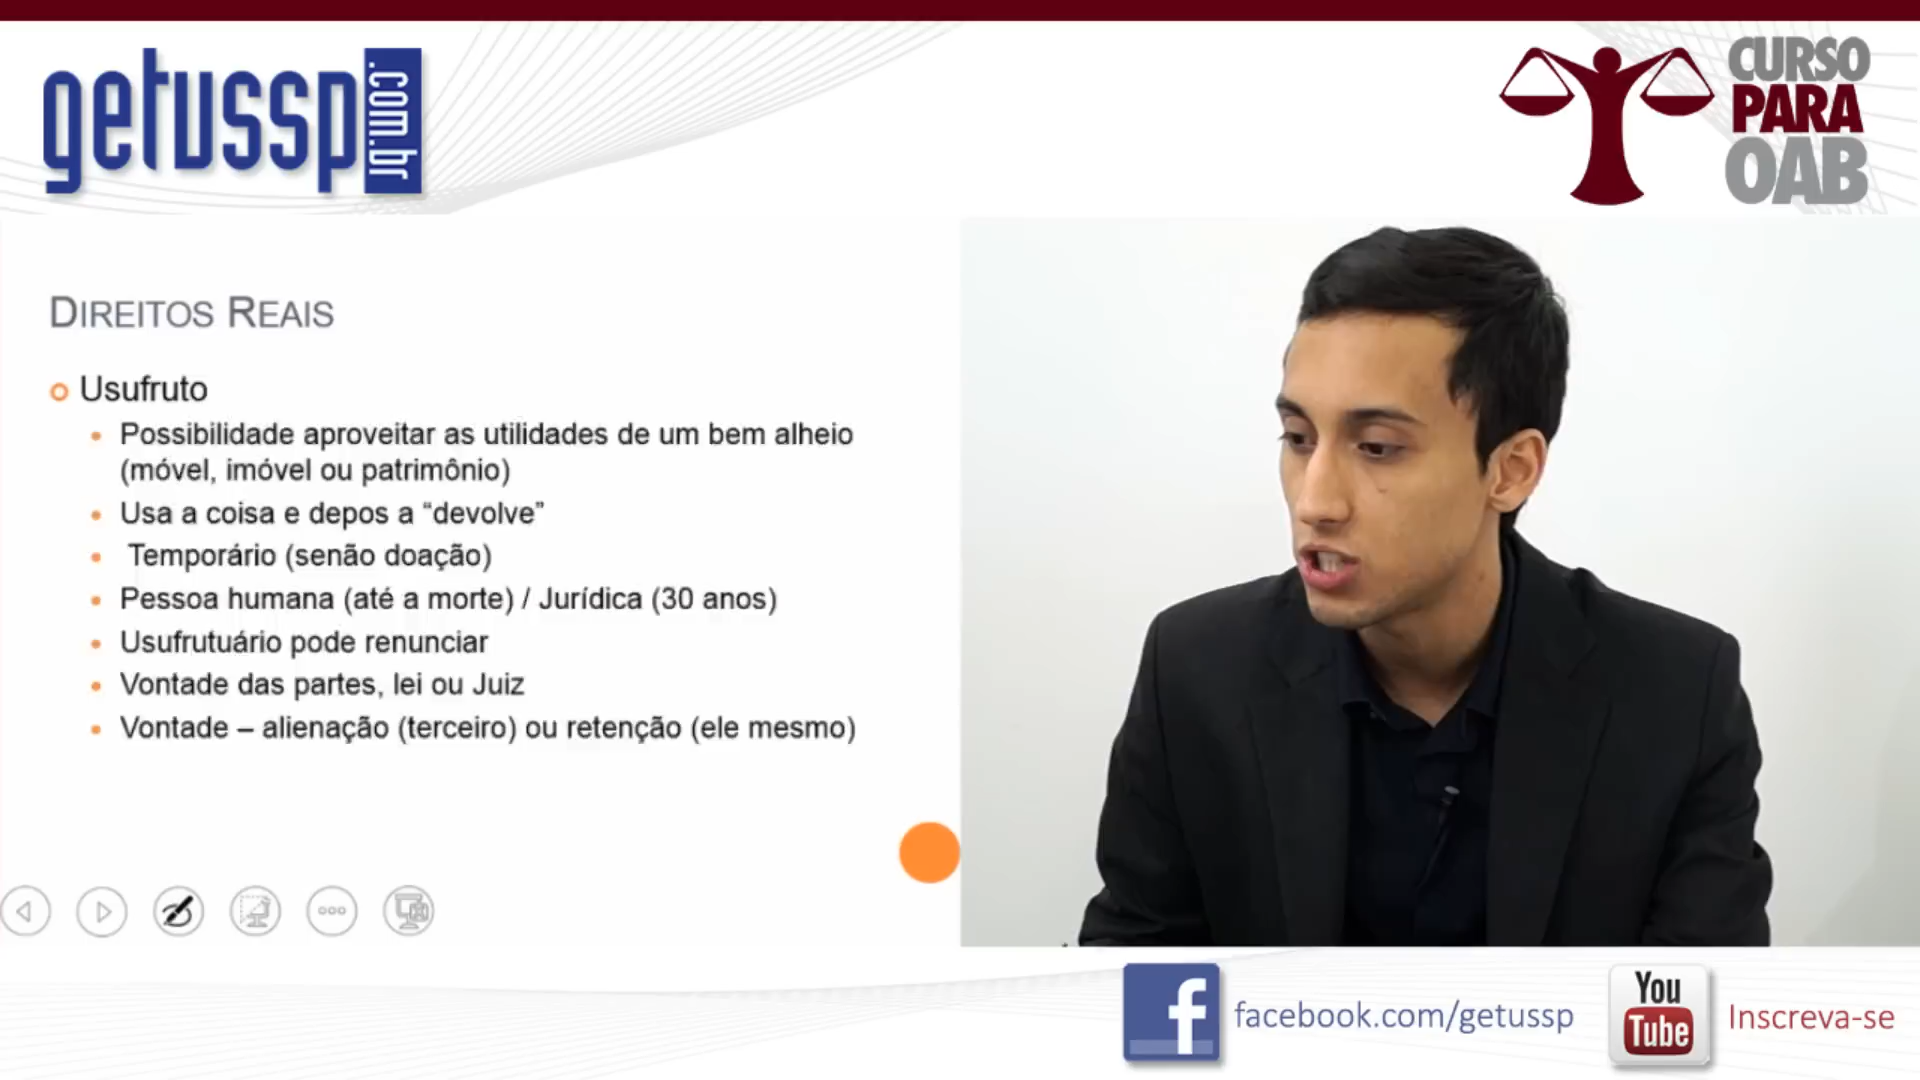 getussp.com.br
CURSO
PARA
OAB
DIREITOS REAIS
Usufruto
Possibilidade aproveitar as utilidades de um bem alheio
(móvel, imóvel ou patrimônio)
Usa a coisa e depos a “devolve”
Temporário (senão doação)
Pessoa humana (até a morte) / Jurídica (30 anos)
Usufrutuário pode renunciar
Vontade das partes, lei ou Juiz
Vontade – alienação (terceiro) ou retenção (ele mesmo)
f
facebook.com/getussp
You
Tube
Inscreva-se